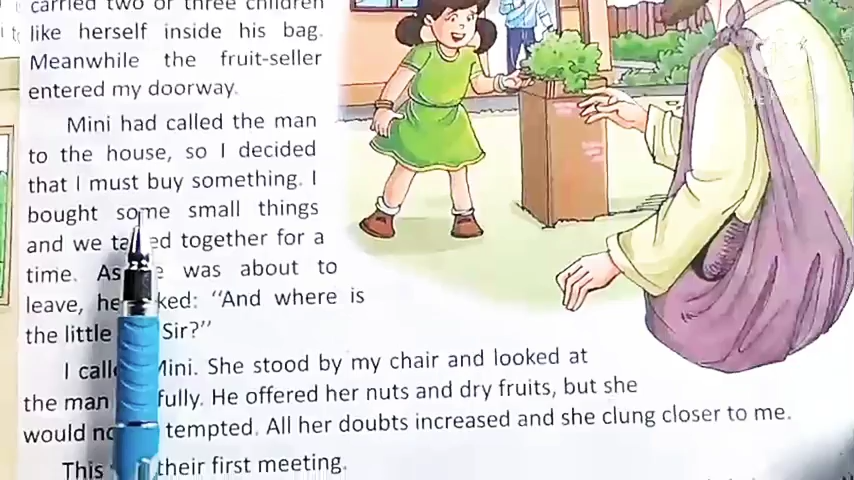 carried two or three children
like herself inside his bag.
Meanwhile the fruit-seller
entered my doorway.
Mini had called the man
to the house, so I decided
that I must buy something. I
bought some small things
and we ta ed together for a
time. As e was about to
leave, he ked: "And where is
the little Sir?"
I call Mini. She stood by my chair and looked at
the man fully. He offered her nuts and dry fruits, but she
would no tempted. All her doubts increased and she clung closer to me.
This their first meeting.